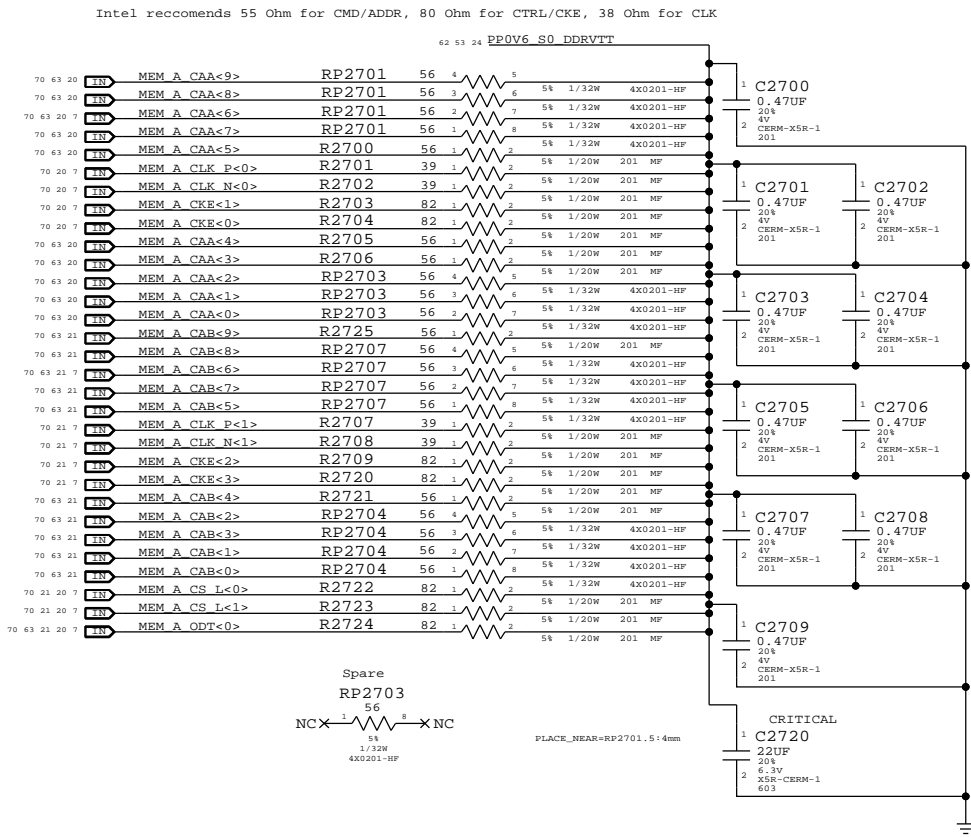 Intel reccomends 55 Ohm for CMD/ADDR, 80 Ohm for CTRL/CKE, 38 Ohm for CLK
62 53 24 PP0V6_S0_DDRVTT
70 63 20 IN MEM_A_CAA<9> RP2701 56 4 5 5% 1/32W 4X0201-HF
70 63 20 IN MEM_A_CAA<8> RP2701 56 3 6 5% 1/32W 4X0201-HF
70 63 20 7 IN MEM_A_CAA<6> RP2701 56 2 7 5% 1/32W 4X0201-HF
70 63 20 IN MEM_A_CAA<7> RP2701 56 1 8 5% 1/32W 4X0201-HF
70 63 20 IN MEM_A_CAA<5> R2700 56 1 2 5% 1/20W 201 MF
70 20 7 IN MEM_A_CLK_P<0> R2701 39 1 2 5% 1/20W 201 MF
70 20 7 IN MEM_A_CLK_N<0> R2702 39 1 2 5% 1/20W 201 MF
70 20 7 IN MEM_A_CKE<1> R2703 82 1 2 5% 1/20W 201 MF
70 20 7 IN MEM_A_CKE<0> R2704 82 1 2 5% 1/20W 201 MF
70 63 20 IN MEM_A_CAA<4> R2705 56 1 2 5% 1/20W 201 MF
70 63 20 IN MEM_A_CAA<3> R2706 56 1 2 5% 1/20W 201 MF
70 63 20 IN MEM_A_CAA<2> RP2703 56 4 5 5% 1/32W 4X0201-HF
70 63 20 IN MEM_A_CAA<1> RP2703 56 3 6 5% 1/32W 4X0201-HF
70 63 20 IN MEM_A_CAA<0> RP2703 56 2 7 5% 1/32W 4X0201-HF
70 63 21 IN MEM_A_CAB<9> R2725 56 1 2 5% 1/20W 201 MF
70 63 21 IN MEM_A_CAB<8> RP2707 56 4 5 5% 1/32W 4X0201-HF
70 63 21 7 IN MEM_A_CAB<6> RP2707 56 3 6 5% 1/32W 4X0201-HF
70 63 21 IN MEM_A_CAB<7> RP2707 56 2 7 5% 1/32W 4X0201-HF
70 63 21 IN MEM_A_CAB<5> RP2707 56 1 8 5% 1/32W 4X0201-HF
70 21 7 IN MEM_A_CLK_P<1> R2707 39 1 2 5% 1/20W 201 MF
70 21 7 IN MEM_A_CLK_N<1> R2708 39 1 2 5% 1/20W 201 MF
70 21 7 IN MEM_A_CKE<2> R2709 82 1 2 5% 1/20W 201 MF
70 21 7 IN MEM_A_CKE<3> R2720 82 1 2 5% 1/20W 201 MF
70 63 21 IN MEM_A_CAB<4> R2721 56 1 2 5% 1/20W 201 MF
70 63 21 IN MEM_A_CAB<2> RP2704 56 4 5 5% 1/32W 4X0201-HF
70 63 21 IN MEM_A_CAB<3> RP2704 56 3 6 5% 1/32W 4X0201-HF
70 63 21 IN MEM_A_CAB<1> RP2704 56 2 7 5% 1/32W 4X0201-HF
70 63 21 IN MEM_A_CAB<0> RP2704 56 1 8 5% 1/32W 4X0201-HF
70 21 20 7 IN MEM_A_CS_L<0> R2722 82 1 2 5% 1/20W 201 MF
70 21 20 7 IN MEM_A_CS_L<1> R2723 82 1 2 5% 1/20W 201 MF
70 63 21 20 7 IN MEM_A_ODT<0> R2724 82 1 2 5% 1/20W 201 MF
1 C2700
0.47UF
20%
4V
2 CERM-X5R-1
201
1 C2701
0.47UF
20%
4V
2 CERM-X5R-1
201
1 C2702
0.47UF
20%
4V
2 CERM-X5R-1
201
1 C2703
0.47UF
20%
4V
2 CERM-X5R-1
201
1 C2704
0.47UF
20%
4V
2 CERM-X5R-1
201
1 C2705
0.47UF
20%
4V
2 CERM-X5R-1
201
1 C2706
0.47UF
20%
4V
2 CERM-X5R-1
201
1 C2707
0.47UF
20%
4V
2 CERM-X5R-1
201
1 C2708
0.47UF
20%
4V
2 CERM-X5R-1
201
1 C2709
0.47UF
20%
4V
2 CERM-X5R-1
201
Spare
RP2703
56
NC 1 8 NC
5%
1/32W
4X0201-HF
PLACE_NEAR=RP2701.5:4mm
CRITICAL
1 C2720
22UF
20%
6.3V
2 X5R-CERM-1
603